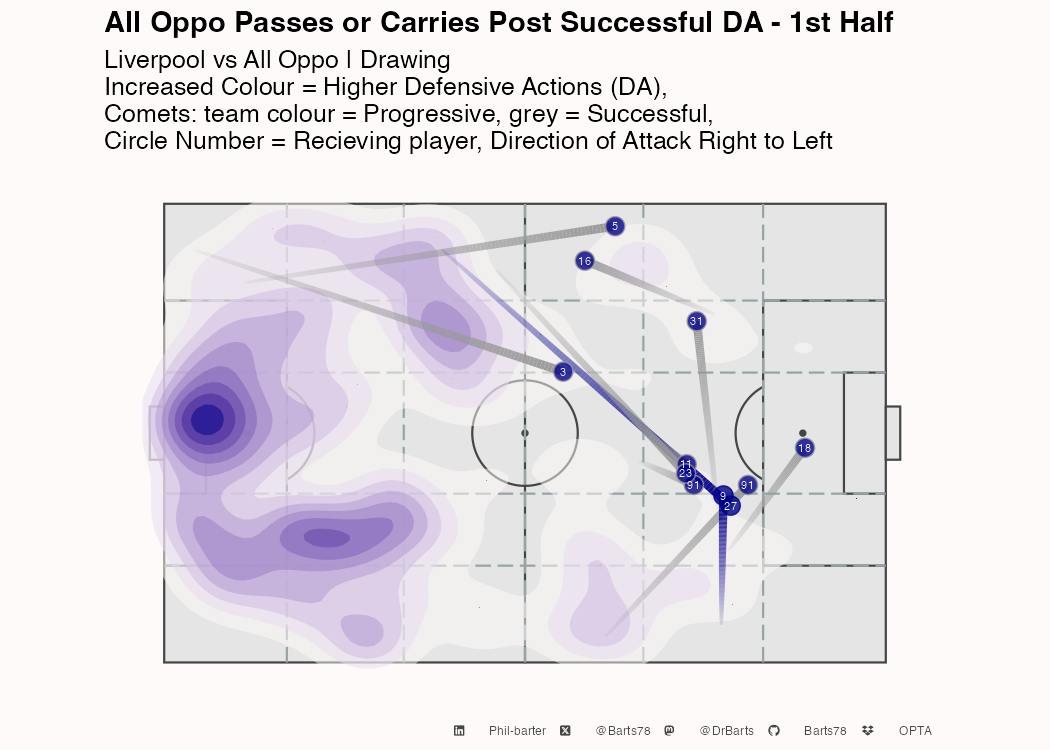 All Oppo Passes or Carries Post Successful DA - 1st Half
Liverpool vs All Oppo | Drawing
Increased Colour = Higher Defensive Actions (DA),
Comets: team colour = Progressive, grey = Successful,
Circle Number = Recieving player, Direction of Attack Right to Left
5
16
31
3
18
11
23
91
91
9
27
Phil-barter @Barts78 @DrBarts Barts78 OPTA